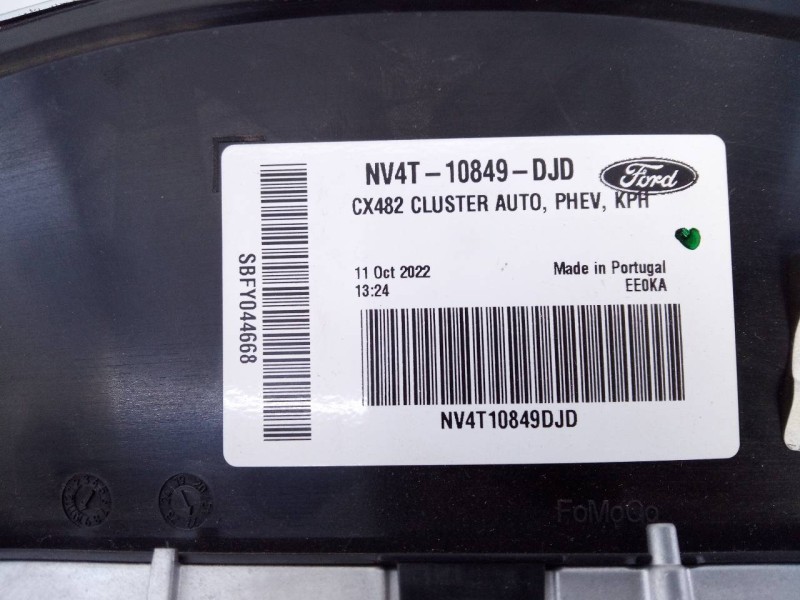 NV4T-10849-DJD
Ford
CX482 CLUSTER AUTO, PHEV, KPH
11 Oct 2022
Made in Portugal
13:24
EE0KA
SBFY044668
NV4T10849DJD
FoMoCo